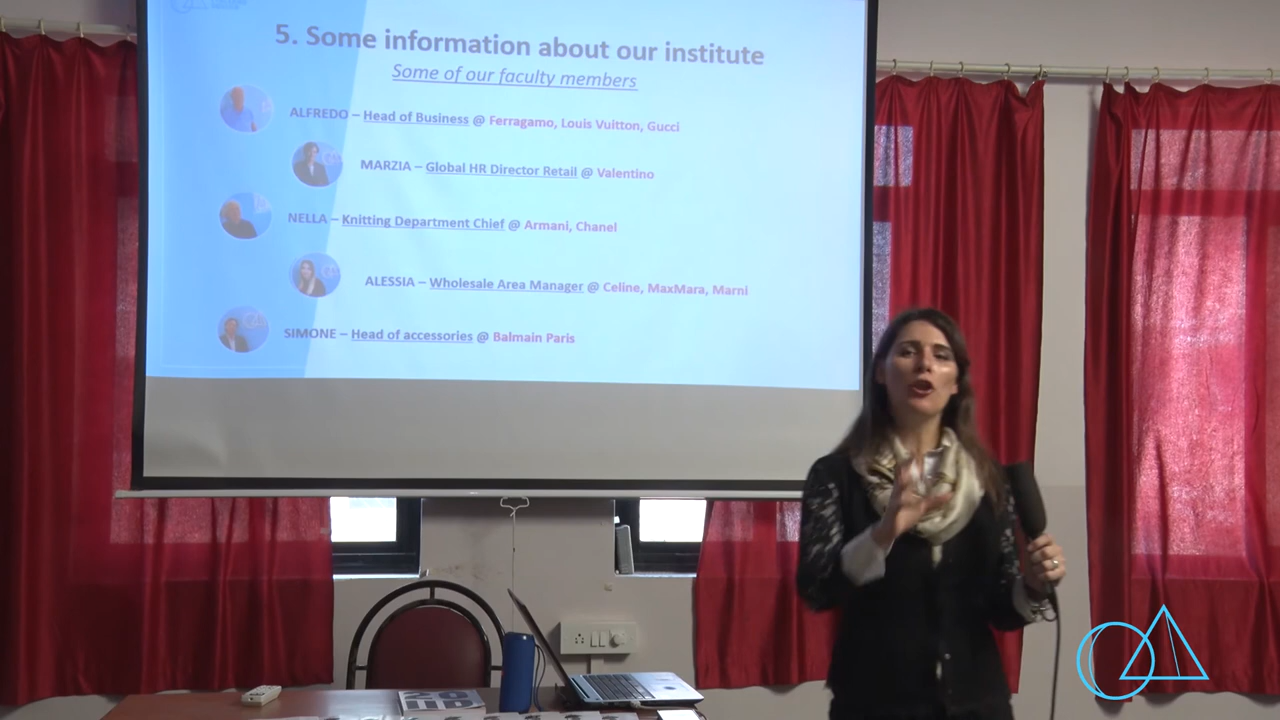 5. Some information about our institute
Some of our faculty members
ALFREDO – Head of Business @ Ferragamo, Louis Vuitton, Gucci
MARZIA – Global HR Director Retail @ Valentino
NELLA – Knitting Department Chief @ Armani, Chanel
ALESSIA – Wholesale Area Manager @ Celine, MaxMara, Marni
SIMONE – Head of accessories @ Balmain Paris